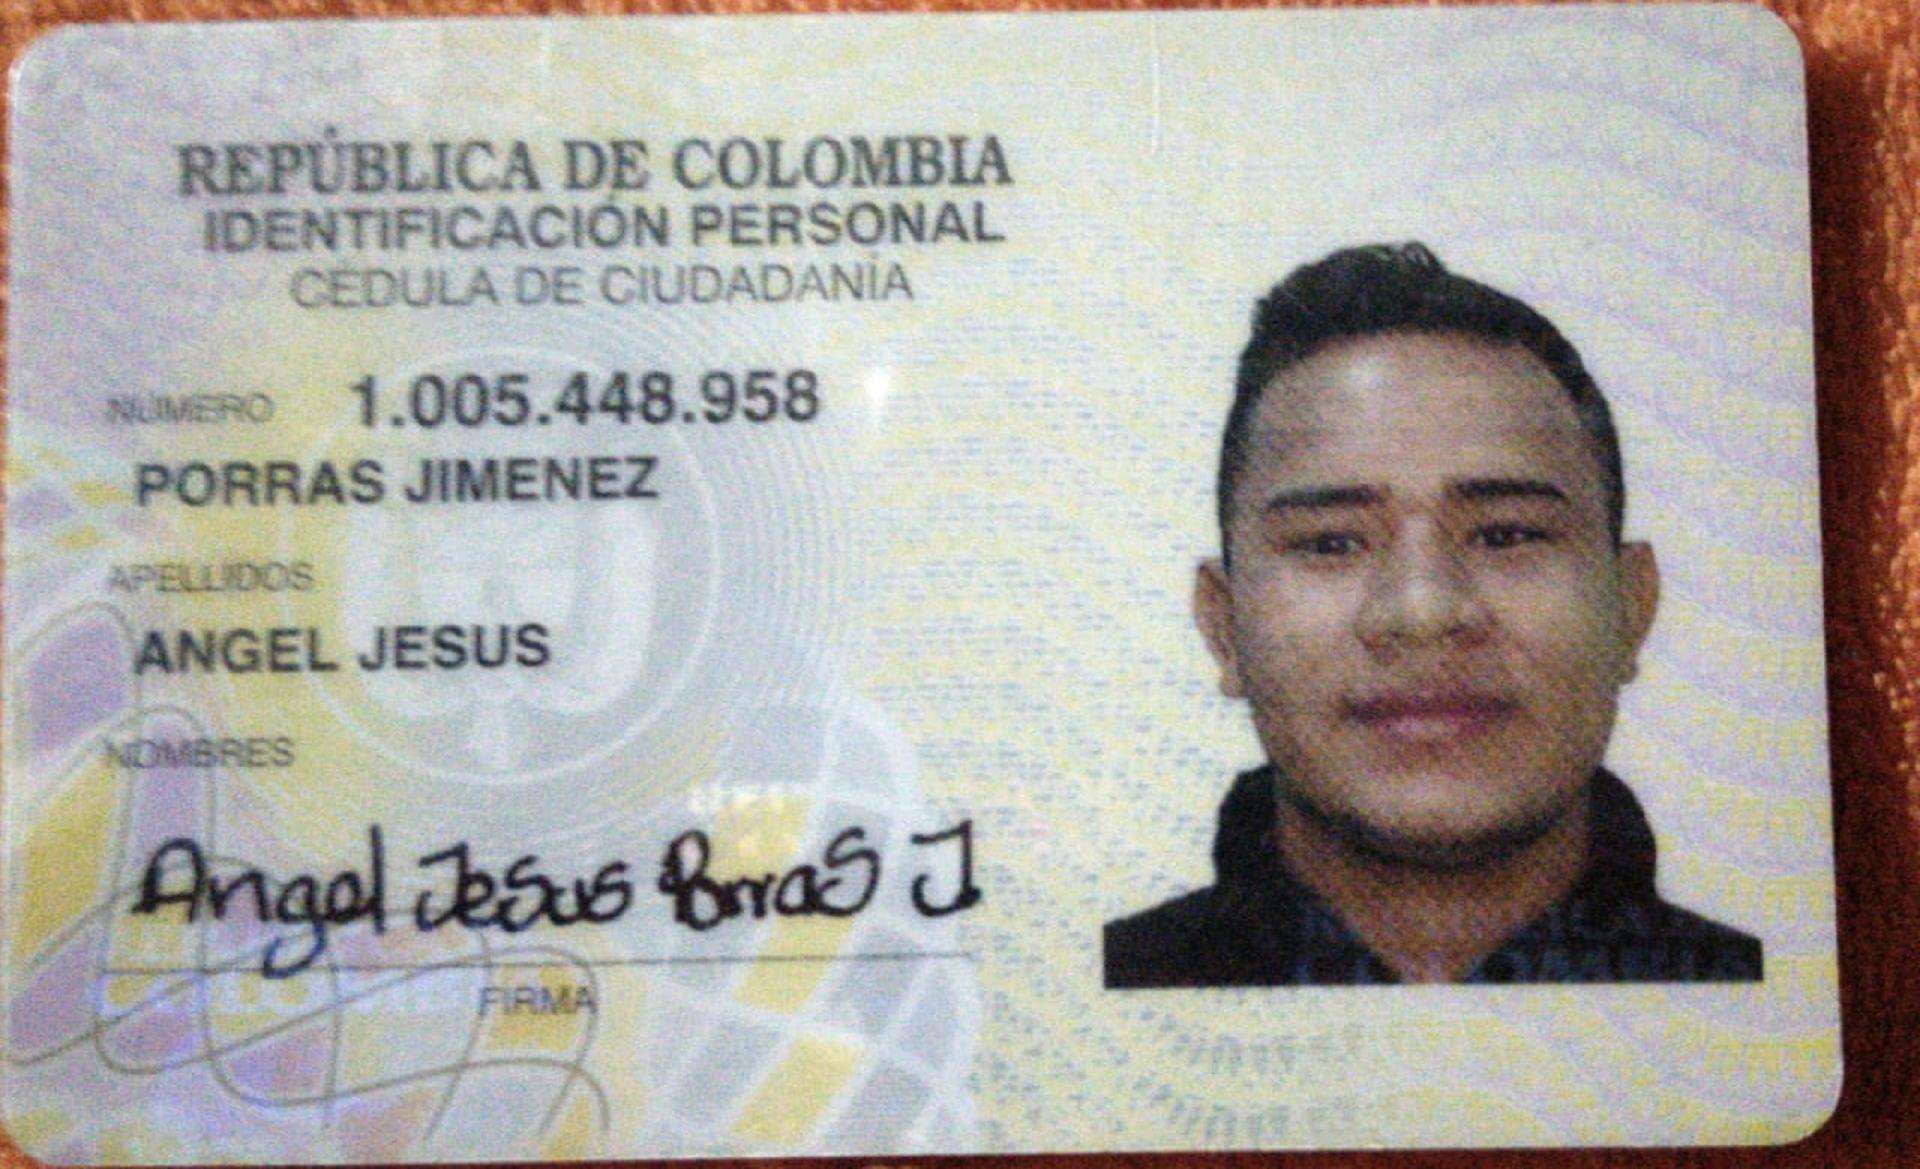 REPÚBLICA DE COLOMBIA
IDENTIFICACIÓN PERSONAL
CÉDULA DE CIUDADANÍA
NÚMERO 1.005.448.958
PORRAS JIMENEZ
APELLIDOS
ANGEL JESUS
NOMBRES
Angel Jesus Porras J.
FIRMA